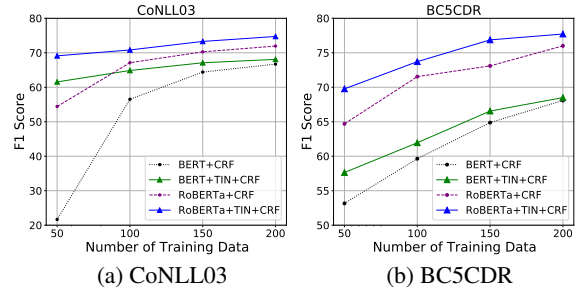 CoNLL03
F1 Score
80
70
60
50
40
30
20
50
100
150
200
BERT+CRF
BERT+TIN+CRF
RoBERTa+CRF
RoBERTa+TIN+CRF
Number of Training Data
(a) CoNLL03
BC5CDR
F1 Score
80
75
70
65
60
55
50
50
100
150
200
BERT+CRF
BERT+TIN+CRF
RoBERTa+CRF
RoBERTa+TIN+CRF
Number of Training Data
(b) BC5CDR